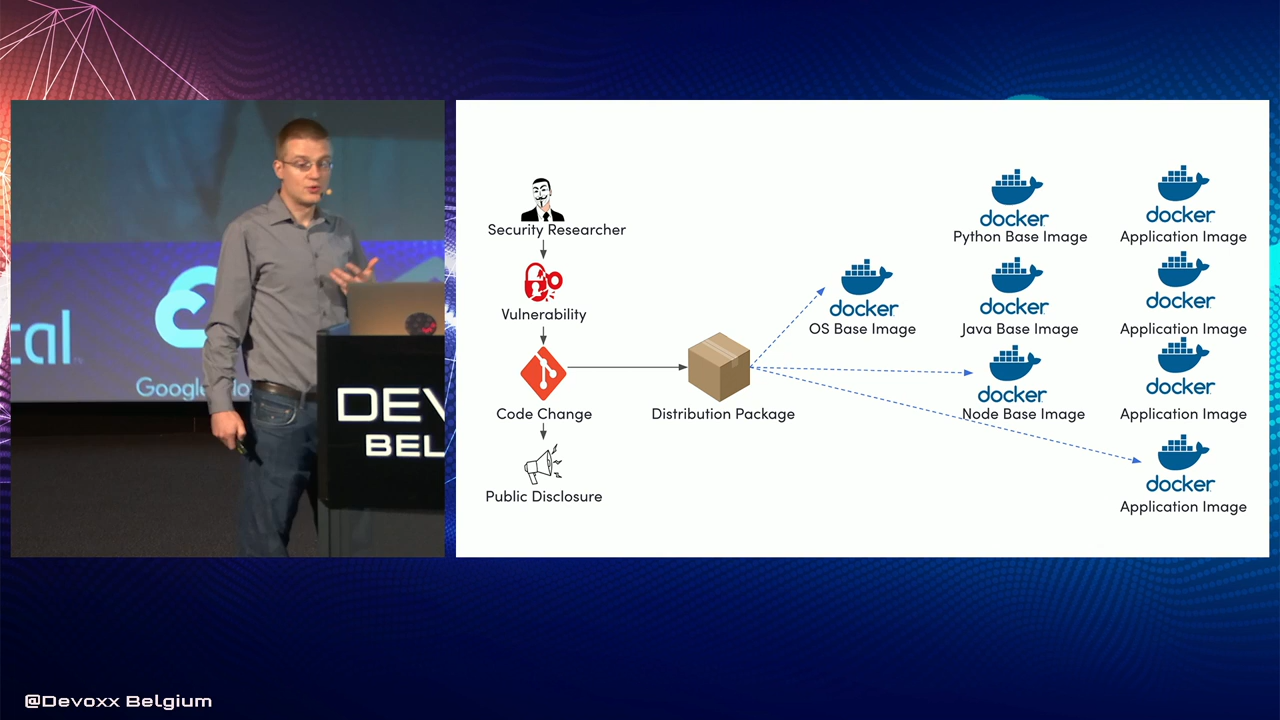 cal
Google Clo
DEV
BEL
Security Researcher
Vulnerability
Code Change
Public Disclosure
Distribution Package
docker
OS Base Image
docker
Python Base Image
docker
Java Base Image
docker
Node Base Image
docker
Application Image
docker
Application Image
docker
Application Image
docker
Application Image
@Devoxx Belgium